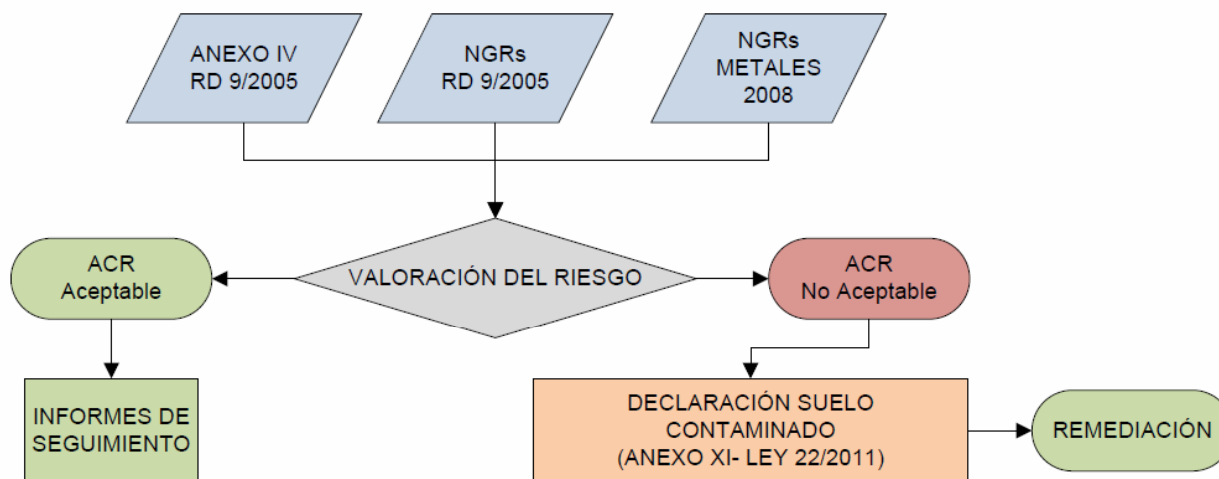 ANEXO IV
RD 9/2005
NGRs
RD 9/2005
NGRs
METALES
2008
VALORACIÓN DEL RIESGO
ACR
Aceptable
ACR
No Aceptable
INFORMES DE
SEGUIMIENTO
DECLARACIÓN SUELO
CONTAMINADO
(ANEXO XI- LEY 22/2011)
REMEDIACIÓN